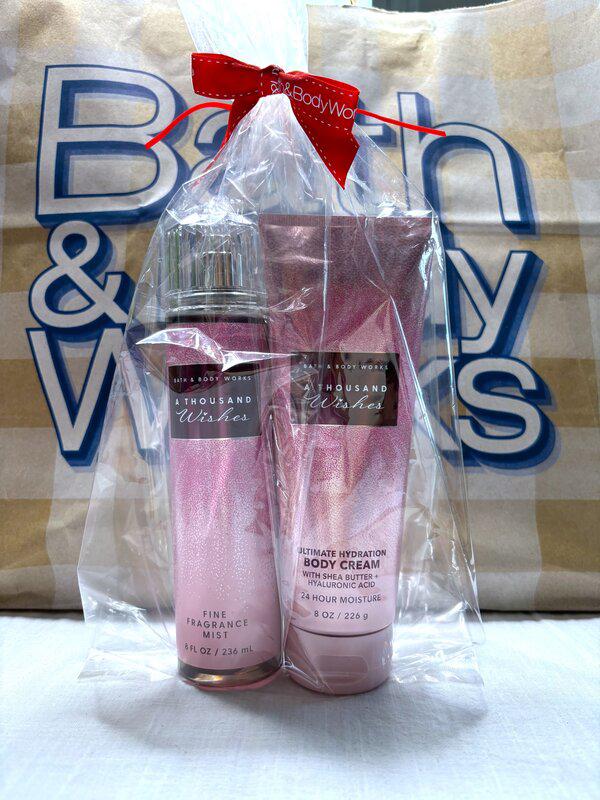 Bath
& Body
Works
Bath&BodyWor
BATH & BODY WORKS
A THOUSAND
Wishes
FINE
FRAGRANCE
MIST
8 FL OZ / 236 mL
BATH & BODY WORKS
A THOUSAND
Wishes
ULTIMATE HYDRATION
BODY CREAM
WITH SHEA BUTTER +
HYALURONIC ACID
24 HOUR MOISTURE
8 OZ / 226 g